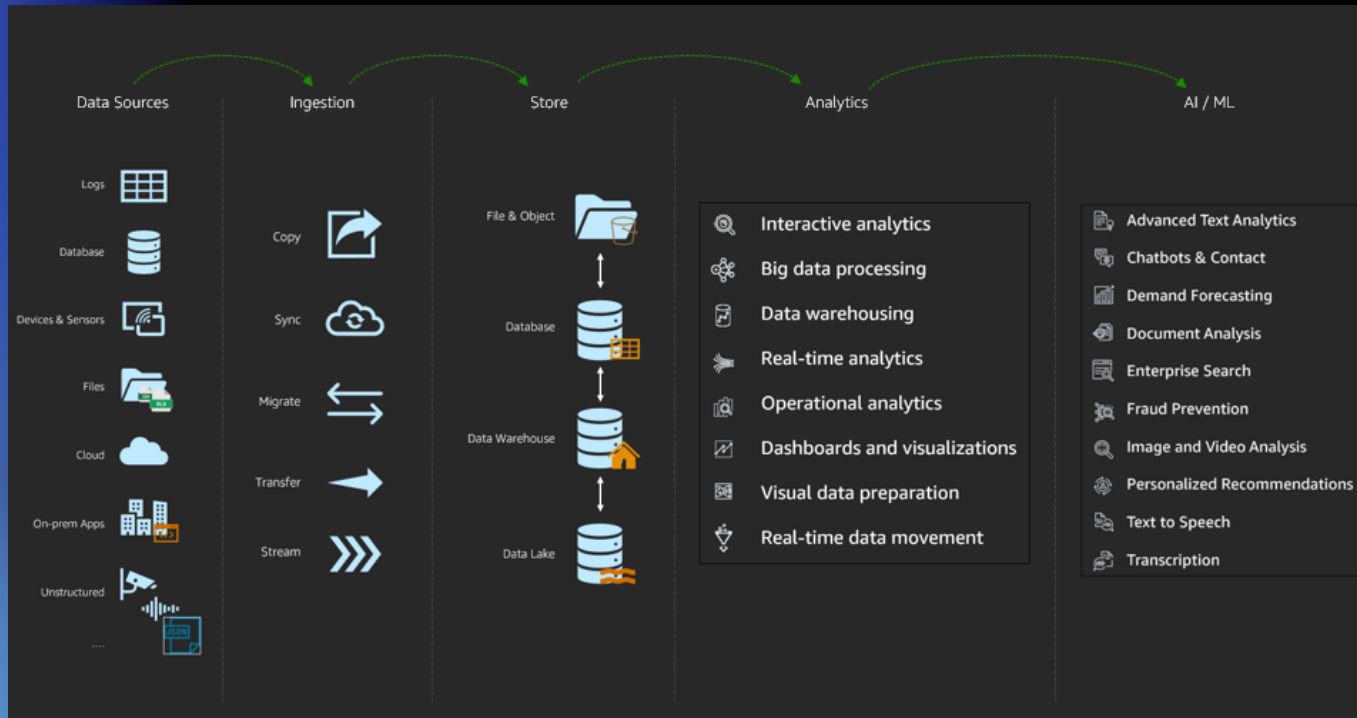 Data Sources
Ingestion
Store
Analytics
AI / ML
Logs
Database
Devices & Sensors
Files
XLS
Cloud
On-prem Apps
Unstructured
JSON
....
Copy
Sync
Migrate
Transfer
Stream
File & Object
Database
Data Warehouse
Data Lake
Interactive analytics
Big data processing
Data warehousing
Real-time analytics
Operational analytics
Dashboards and visualizations
Visual data preparation
Real-time data movement
Advanced Text Analytics
Chatbots & Contact
Demand Forecasting
Document Analysis
Enterprise Search
Fraud Prevention
Image and Video Analysis
Personalized Recommendations
Text to Speech
Transcription